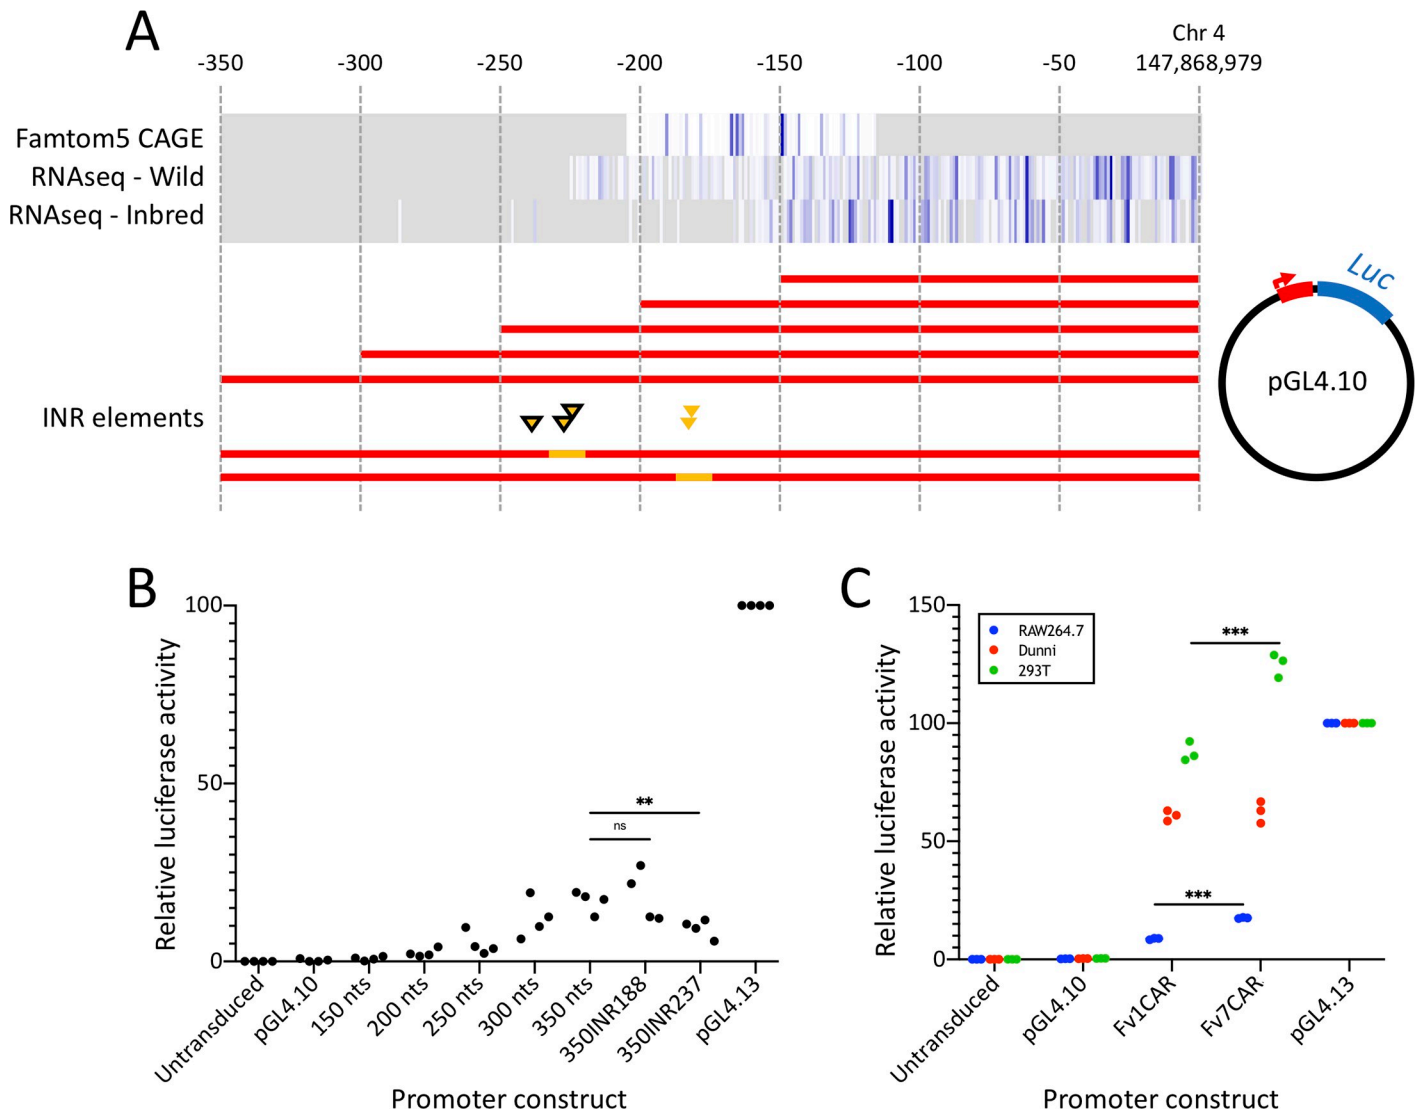 A
Chr 4
-350 -300 -250 -200 -150 -100 -50 147,868,979
Famtom5 CAGE
RNAseq - Wild
RNAseq - Inbred
Luc
pGL4.10
INR elements
B
Relative luciferase activity
100
50
0
**
ns
Untransduced
pGL4.10
150 nts
200 nts
250 nts
300 nts
350 nts
350INR188
350INR237
pGL4.13
Promoter construct
C
Relative luciferase activity
150
100
50
0
RAW264.7
Dunni
293T
***
***
Untransduced
pGL4.10
Fv1CAR
Fv7CAR
pGL4.13
Promoter construct